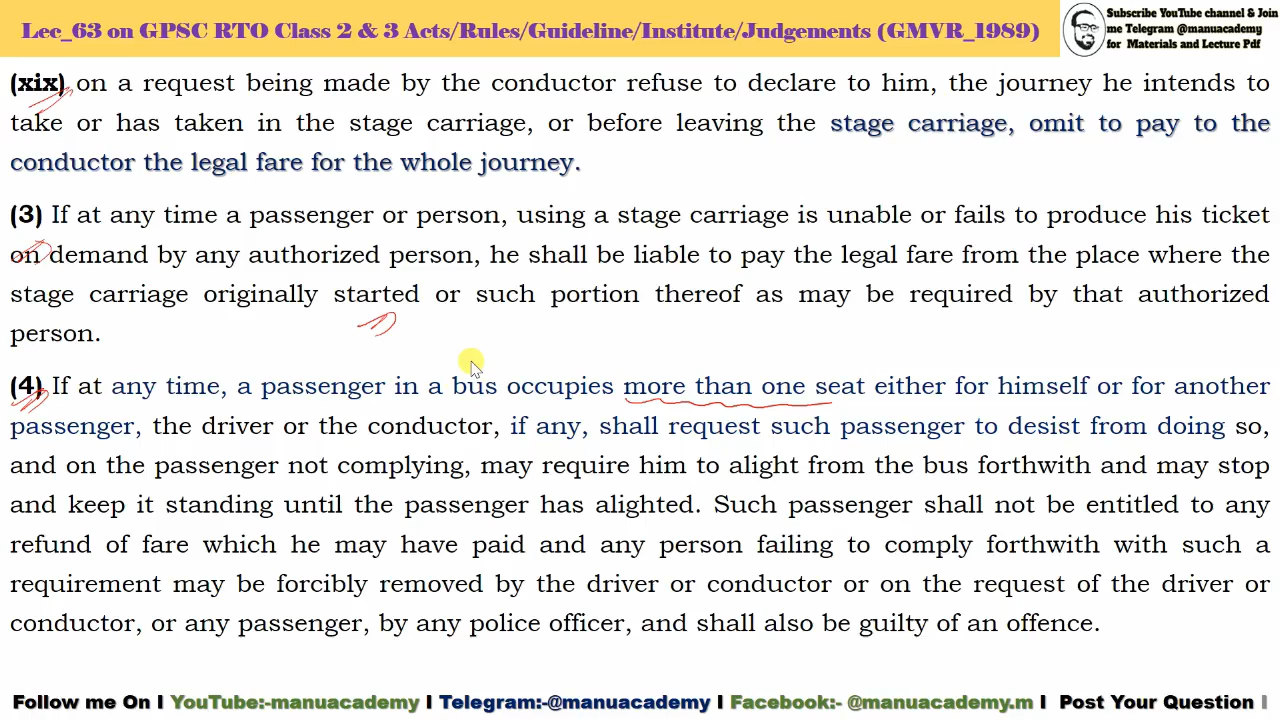 Lec_63 on GPSC RTO Class 2 & 3 Acts/Rules/Guideline/Institute/Judgements (GMVR_1989)
Subscribe YouTube channel & Join
me Telegram @manuacademy
for Materials and Lecture Pdf
(xix) on a request being made by the conductor refuse to declare to him, the journey he intends to
take or has taken in the stage carriage, or before leaving the stage carriage, omit to pay to the
conductor the legal fare for the whole journey.
(3) If at any time a passenger or person, using a stage carriage is unable or fails to produce his ticket
on demand by any authorized person, he shall be liable to pay the legal fare from the place where the
stage carriage originally started or such portion thereof as may be required by that authorized
person.
(4) If at any time, a passenger in a bus occupies more than one seat either for himself or for another
passenger, the driver or the conductor, if any, shall request such passenger to desist from doing so,
and on the passenger not complying, may require him to alight from the bus forthwith and may stop
and keep it standing until the passenger has alighted. Such passenger shall not be entitled to any
refund of fare which he may have paid and any person failing to comply forthwith with such a
requirement may be forcibly removed by the driver or conductor or on the request of the driver or
conductor, or any passenger, by any police officer, and shall also be guilty of an offence.
Follow me On I YouTube:-manuacademy I Telegram:-@manuacademy I Facebook:- @manuacademy.m I Post Your Question I